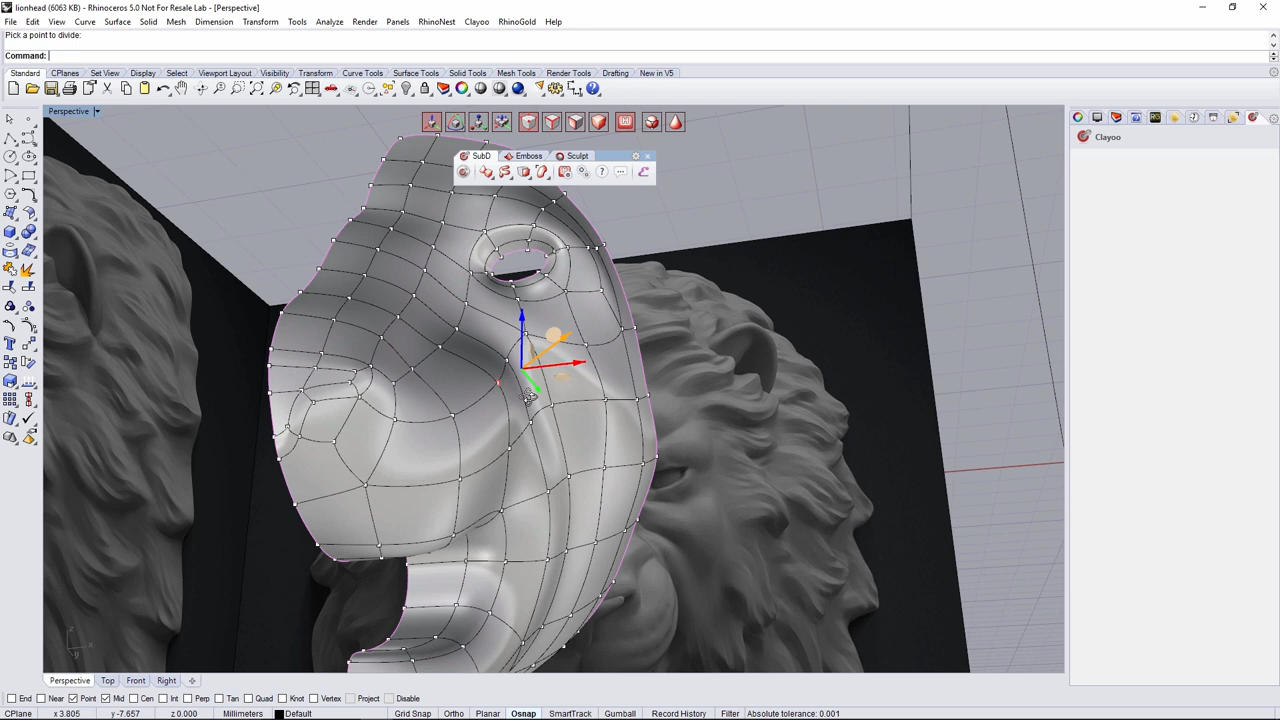 lionhead (6063 KB) - Rhinoceros 5.0 Not For Resale Lab - [Perspective]
File Edit View Curve Surface Solid Mesh Dimension Transform Tools Analyze Render Panels RhinoNest Clayoo RhinoGold Help
Pick a point to divide:
Command:
Standard CPlanes Set View Display Select Viewport Layout Visibility Transform Curve Tools Surface Tools Solid Tools Mesh Tools Render Tools Drafting New in V5
Perspective
Clayoo
SubD Emboss Sculpt
z
x
y
Perspective Top Front Right
End Near Point Mid Cen Int Perp Tan Quad Knot Vertex Project Disable
CPlane x 3.805 y -7.657 z 0.000 Millimeters Default Grid Snap Ortho Planar Osnap SmartTrack Gumball Record History Filter Absolute tolerance: 0.001